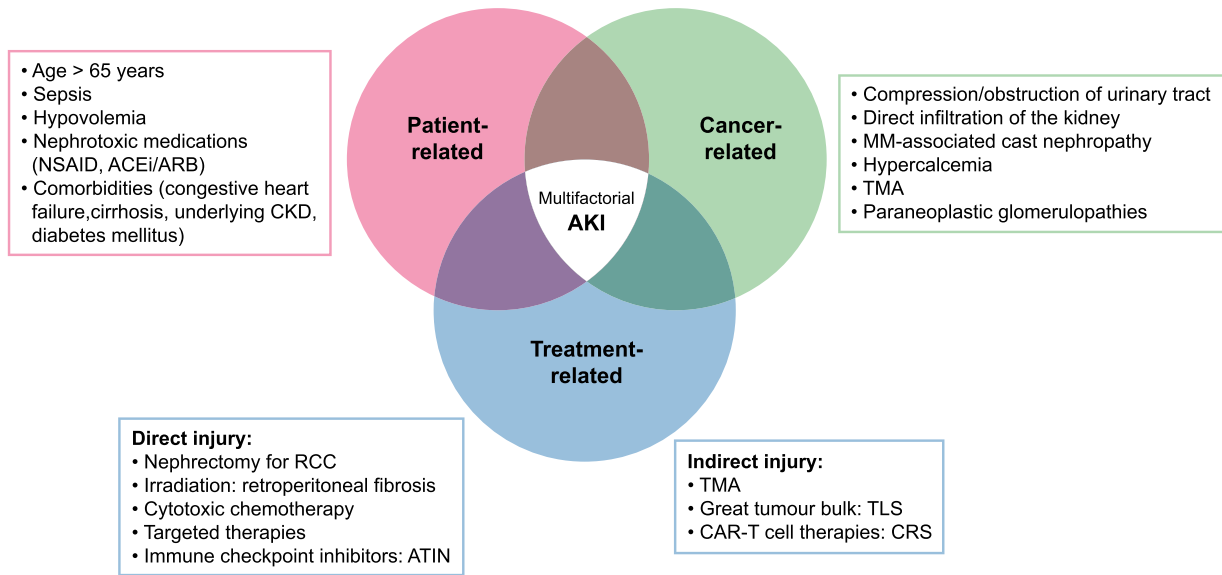 • Age > 65 years
• Sepsis
• Hypovolemia
• Nephrotoxic medications
(NSAID, ACEi/ARB)
• Comorbidities (congestive heart
failure,cirrhosis, underlying CKD,
diabetes mellitus)
Patient-
related
Cancer-
related
Multifactorial
AKI
Treatment-
related
• Compression/obstruction of urinary tract
• Direct infiltration of the kidney
• MM-associated cast nephropathy
• Hypercalcemia
• TMA
• Paraneoplastic glomerulopathies
Direct injury:
• Nephrectomy for RCC
• Irradiation: retroperitoneal fibrosis
• Cytotoxic chemotherapy
• Targeted therapies
• Immune checkpoint inhibitors: ATIN
Indirect injury:
• TMA
• Great tumour bulk: TLS
• CAR-T cell therapies: CRS